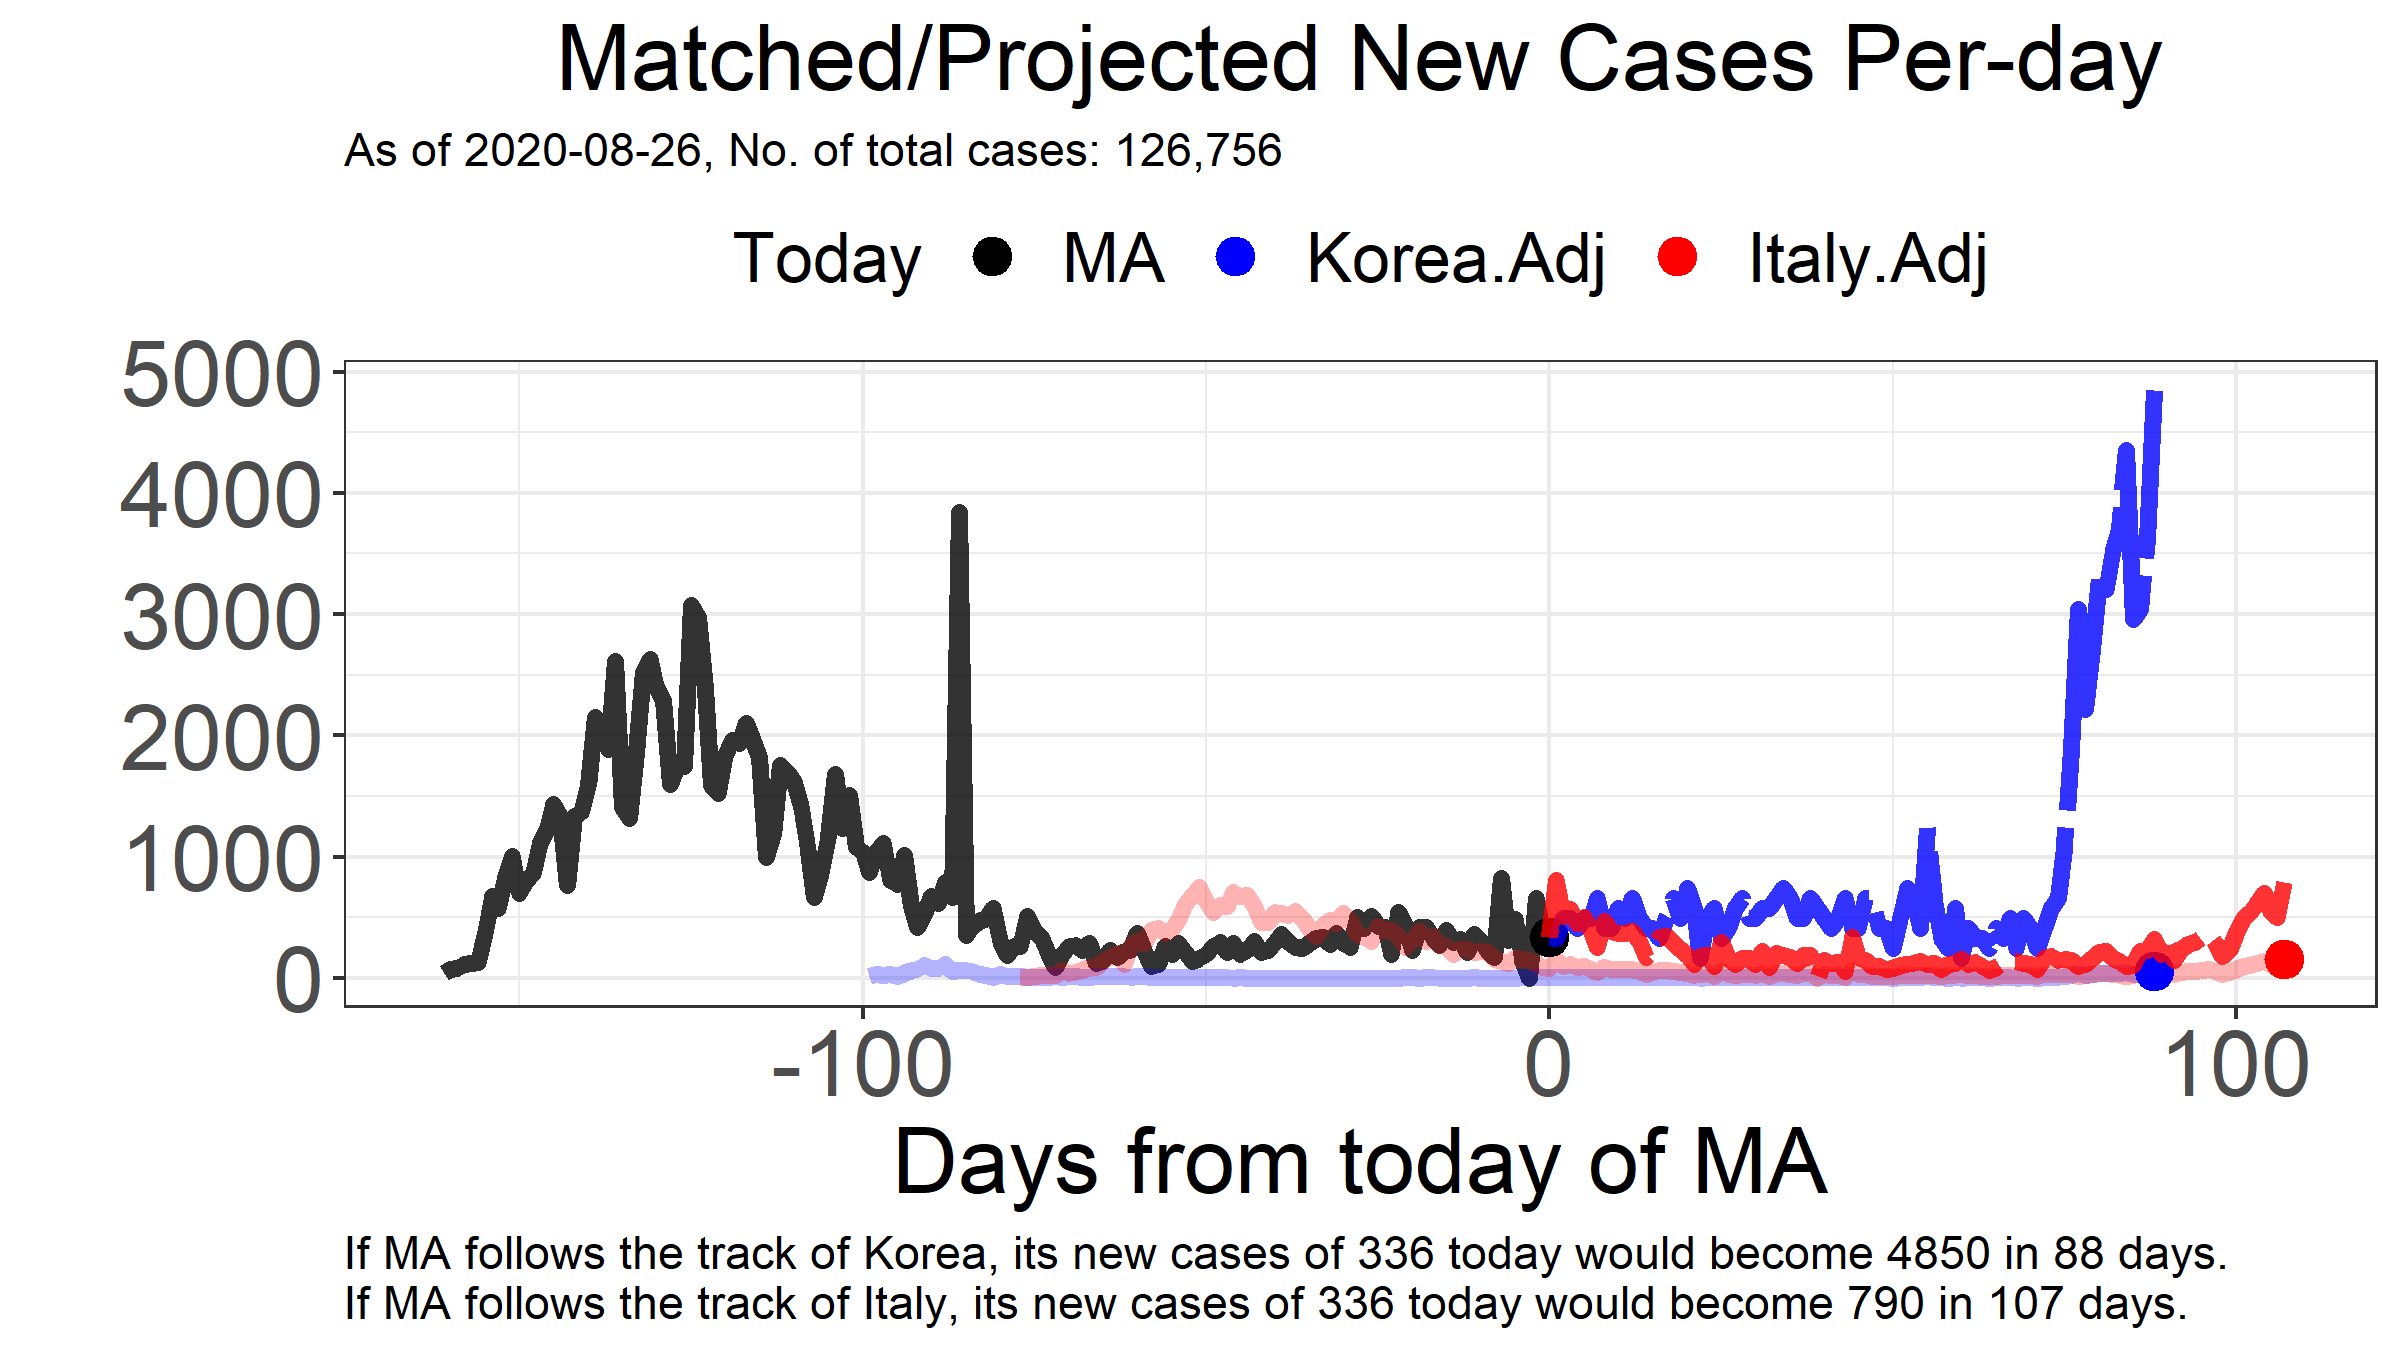 Matched/Projected New Cases Per-day
As of 2020-08-26, No. of total cases: 126,756
Today MA Korea.Adj Italy.Adj
5000
4000
3000
2000
1000
0
-100 0 100
Days from today of MA
If MA follows the track of Korea, its new cases of 336 today would become 4850 in 88 days.
If MA follows the track of Italy, its new cases of 336 today would become 790 in 107 days.